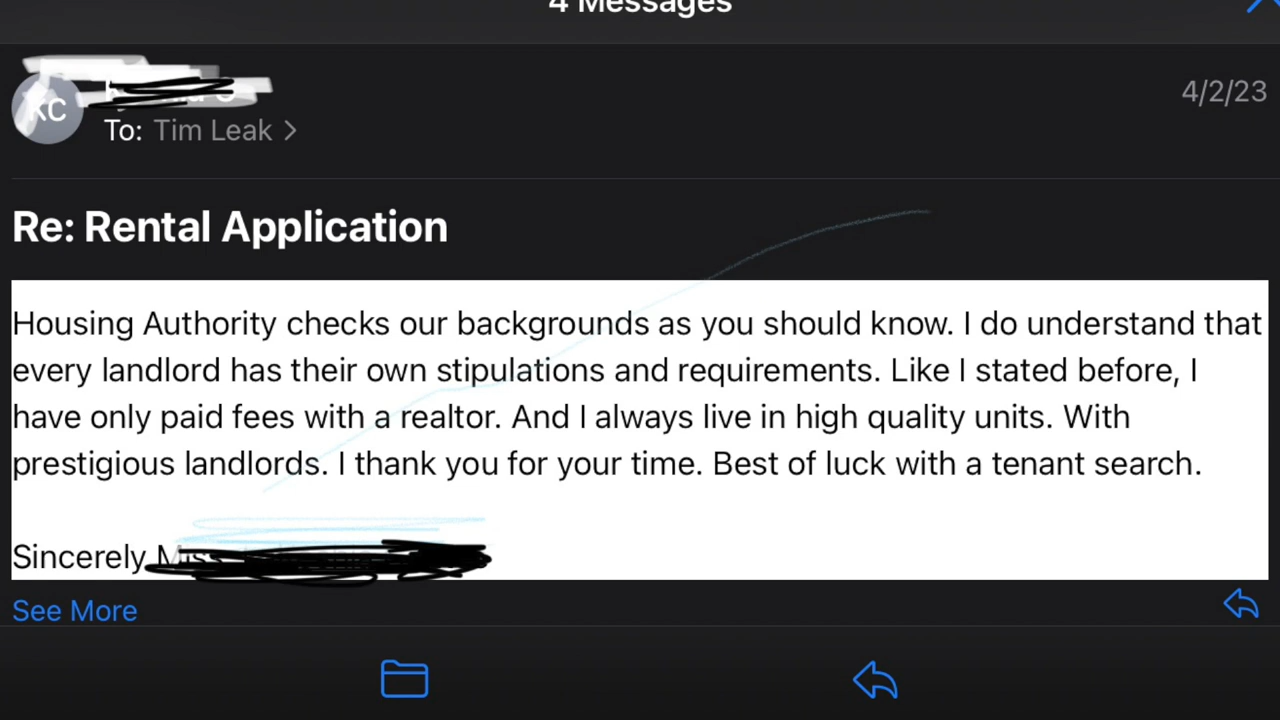 4 Messages
KC
4/2/23
To: Tim Leak >
Re: Rental Application
Housing Authority checks our backgrounds as you should know. I do understand that
every landlord has their own stipulations and requirements. Like I stated before, I
have only paid fees with a realtor. And I always live in high quality units. With
prestigious landlords. I thank you for your time. Best of luck with a tenant search.
Sincerely Miss
See More